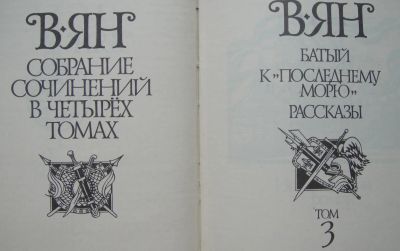 В·ЯН
СОБРАНИЕ
СОЧИНЕНИЙ
В ЧЕТЫРЁХ
ТОМАХ
В·ЯН
БАТЫЙ
К „ПОСЛЕДНЕМУ
МОРЮ“
РАССКАЗЫ
ТОМ
3